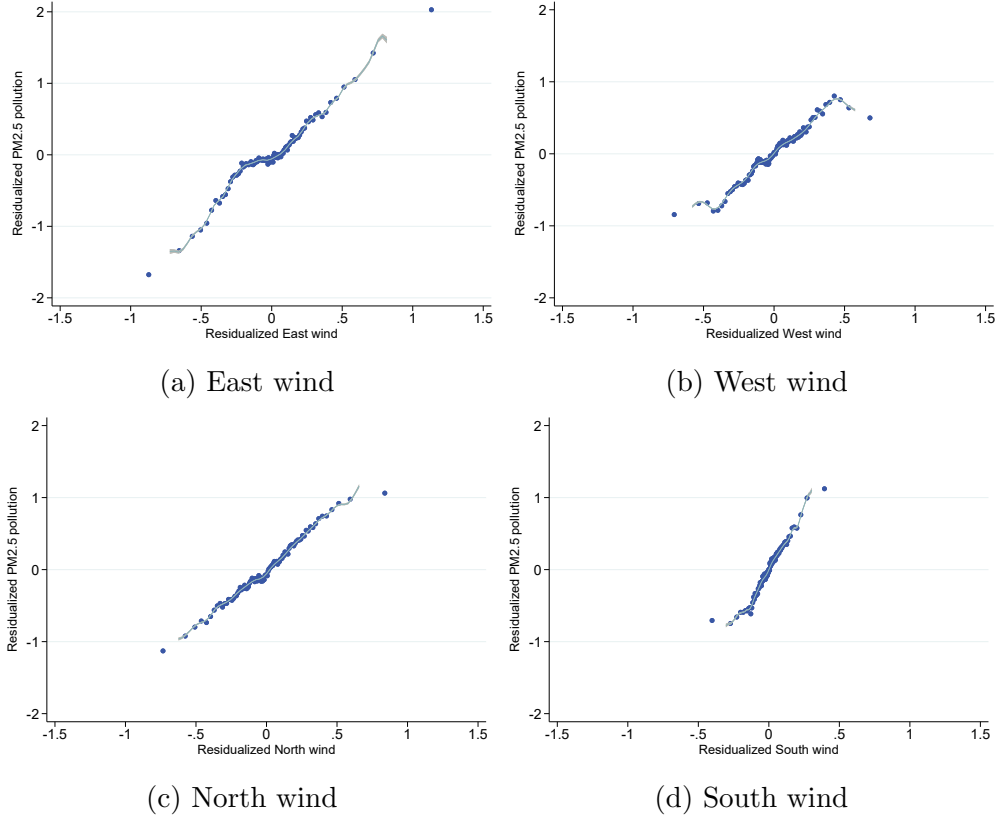 2
1
0
-1
-2
Residualized PM2.5 pollution
-1.5 -1 -.5 0 .5 1 1.5
Residualized East wind
(a) East wind
2
1
0
-1
-2
Residualized PM2.5 pollution
-1.5 -1 -.5 0 .5 1 1.5
Residualized West wind
(b) West wind
2
1
0
-1
-2
Residualized PM2.5 pollution
-1.5 -1 -.5 0 .5 1 1.5
Residualized North wind
(c) North wind
2
1
0
-1
-2
Residualized PM2.5 pollution
-1.5 -1 -.5 0 .5 1 1.5
Residualized South wind
(d) South wind